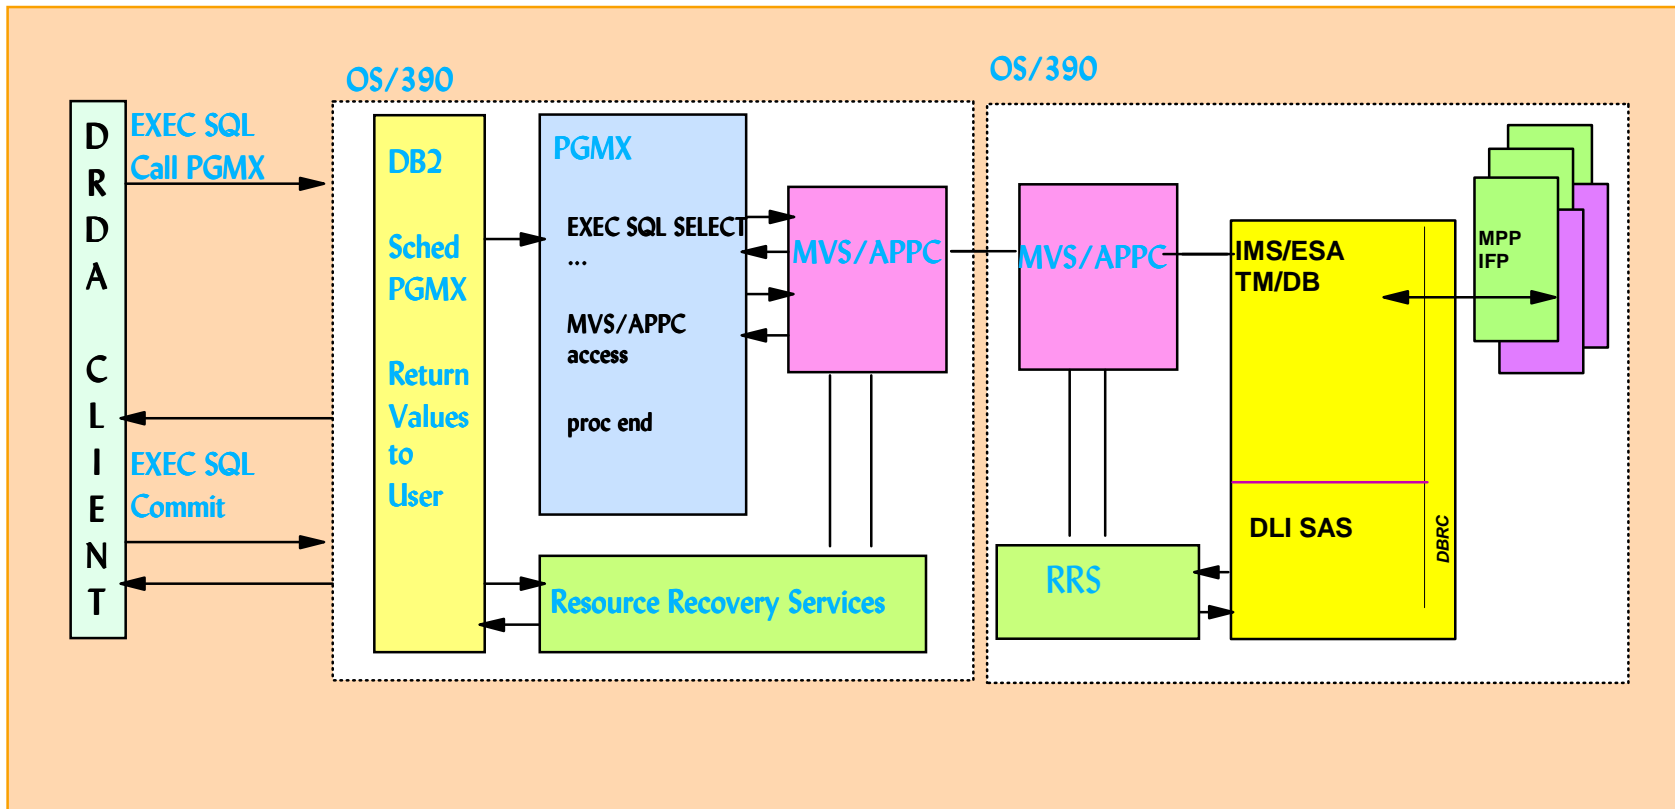 OS/390
OS/390
DRDA CLIENT
EXEC SQL
Call PGMX
EXEC SQL
Commit
DB2
Sched
PGMX
Return
Values
to
User
PGMX
EXEC SQL SELECT
...
MVS/APPC
access
proc end
MVS/APPC
Resource Recovery Services
MVS/APPC
RRS
IMS/ESA
TM/DB
DLI SAS
DBRC
MPP
IFP